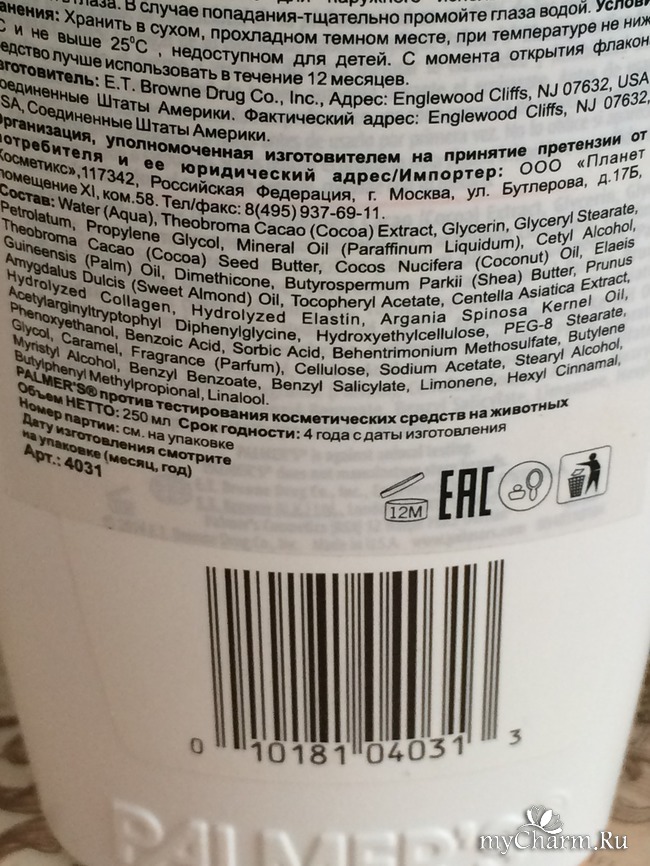 глаза. В случае попадания-тщательно промойте глаза водой.
Хранить в сухом, прохладном темном месте, при температуре не ниж
С и не выше 25°С , недоступном для детей. С момента открытия флакон
лучше использовать в течение 12 месяцев.
E.T. Browne Drug Co., Inc., Адрес: Englewood Cliffs, NJ 07632, USA
Соединенные Штаты Америки. Фактический адрес: Englewood Cliffs, NJ 07632,
USA, Соединенные Штаты Америки.
Организация, уполномоченная изготовителем на принятие претензии от
потребителя и ее юридический адрес/Импортер: ООО «Планет
Косметикс»,117342, Российская Федерация, г. Москва, ул. Бутлерова, д.17Б,
помещение XI, ком.58. Тел/факс: 8(495) 937-69-11.
Состав: Water (Aqua), Theobroma Cacao (Cocoa) Extract, Glycerin, Glyceryl Stearate,
Petrolatum, Propylene Glycol, Mineral Oil (Paraffinum Liquidum), Cetyl Alcohol,
Theobroma Cacao (Cocoa) Seed Butter, Cocos Nucifera (Coconut) Oil, Elaeis
Guineensis (Palm) Oil, Dimethicone, Butyrospermum Parkii (Shea) Butter, Prunus
Amygdalus Dulcis (Sweet Almond) Oil, Tocopheryl Acetate, Centella Asiatica Extract,
Hydrolyzed Collagen, Hydrolyzed Elastin, Argania Spinosa Kernel Oil,
Acetylarginyltryptophyl Diphenylglycine, Hydroxyethylcellulose, PEG-8 Stearate,
Phenoxyethanol, Benzoic Acid, Sorbic Acid, Behentrimonium Methosulfate, Butylene
Glycol, Caramel, Fragrance (Parfum), Cellulose, Sodium Acetate, Stearyl Alcohol,
Myristyl Alcohol, Benzyl Benzoate, Benzyl Salicylate, Limonene, Hexyl Cinnamal,
Butylphenyl Methylpropional, Linalool.
PALMER'S® против тестирования косметических средств на животных
Объем НЕТТО: 250 мл Срок годности: 4 года с даты изготовления
Номер партии: см. на упаковке
Дату изготовления смотрите
на упаковке (месяц, год)
Арт.: 4031
12M
EAC
0 10181 04031 3
PALMER'S®
myCharm.Ru